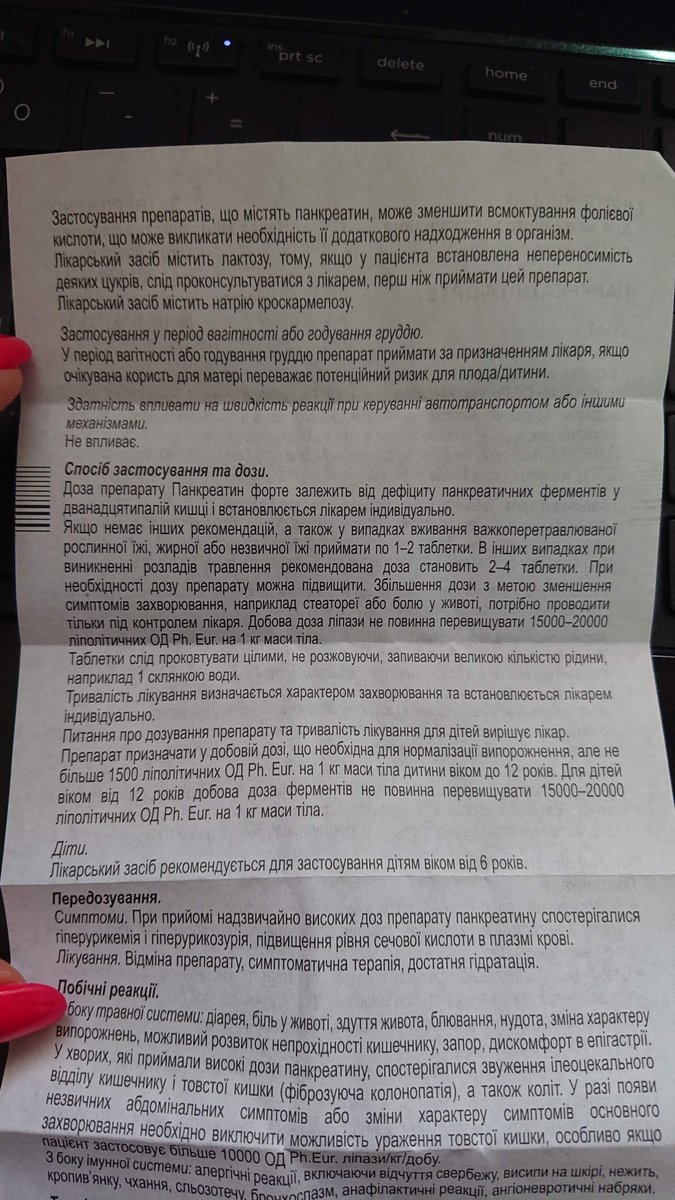 f11
f12
ins
prt sc
delete
home
end
num
Застосування препаратів, що містять панкреатин, може зменшити всмоктування фолієвої
кислоти, що може викликати необхідність її додаткового надходження в організм.
Лікарський засіб містить лактозу, тому, якщо у пацієнта встановлена непереносимість
деяких цукрів, слід проконсультуватися з лікарем, перш ніж приймати цей препарат.
Лікарський засіб містить натрію кроскармелозу.
Застосування у період вагітності або годування груддю.
У період вагітності або годування груддю препарат приймати за призначенням лікаря, якщо
очікувана користь для матері переважає потенційний ризик для плода/дитини.
Здатність впливати на швидкість реакції при керуванні автотранспортом або іншими
механізмами.
Не впливає.
Спосіб застосування та дози.
Доза препарату Панкреатин форте залежить від дефіциту панкреатичних ферментів у
дванадцятипалій кишці і встановлюється лікарем індивідуально.
Якщо немає інших рекомендацій, а також у випадках вживання важкоперетравлюваної
рослинної їжі, жирної або незвичної їжі приймати по 1–2 таблетки. В інших випадках при
виникненні розладів травлення рекомендована доза становить 2–4 таблетки. При
необхідності дозу препарату можна підвищити. Збільшення дози з метою зменшення
симптомів захворювання, наприклад стеатореї або болю у животі, потрібно проводити
тільки під контролем лікаря. Добова доза ліпази не повинна перевищувати 15000–20000
ліполітичних ОД Ph. Eur. на 1 кг маси тіла.
Таблетки слід проковтувати цілими, не розжовуючи, запиваючи великою кількістю рідини,
наприклад 1 склянкою води.
Тривалість лікування визначається характером захворювання та встановлюється лікарем
індивідуально.
Питання про дозування препарату та тривалість лікування для дітей вирішує лікар.
Препарат призначати у добовій дозі, що необхідна для нормалізації випорожнення, але не
більше 1500 ліполітичних ОД Ph. Eur. на 1 кг маси тіла дитини віком до 12 років. Для дітей
віком від 12 років добова доза ферментів не повинна перевищувати 15000–20000
ліполітичних ОД Ph. Eur. на 1 кг маси тіла.
Діти.
Лікарський засіб рекомендується для застосування дітям віком від 6 років.
Передозування.
Симптоми. При прийомі надзвичайно високих доз препарату панкреатину спостерігалися
гіперурикемія і гіперурикозурія, підвищення рівня сечової кислоти в плазмі крові.
Лікування. Відміна препарату, симптоматична терапія, достатня гідратація.
Побічні реакції.
боку травної системи: діарея, біль у животі, здуття живота, блювання, нудота, зміна характеру
випорожнень, можливий розвиток непрохідності кишечнику, запор, дискомфорт в епігастрії.
У хворих, які приймали високі дози панкреатину, спостерігалися звуження ілеоцекального
відділу кишечнику і товстої кишки (фіброзуюча колонопатія), а також коліт. У разі появи
незвичних абдомінальних симптомів або зміни характеру симптомів основного
захворювання необхідно виключити можливість ураження товстої кишки, особливо якщо
пацієнт застосовує більше 10000 ОД Ph.Eur. ліпази/кг/добу.
З боку імунної системи: алергічні реакції, включаючи відчуття свербежу, висипи на шкірі, нежить,
кропив'янку, чхання, сльозотечу, бронхоспазм, анафілактичні реакції, ангіоневротичні набряки.